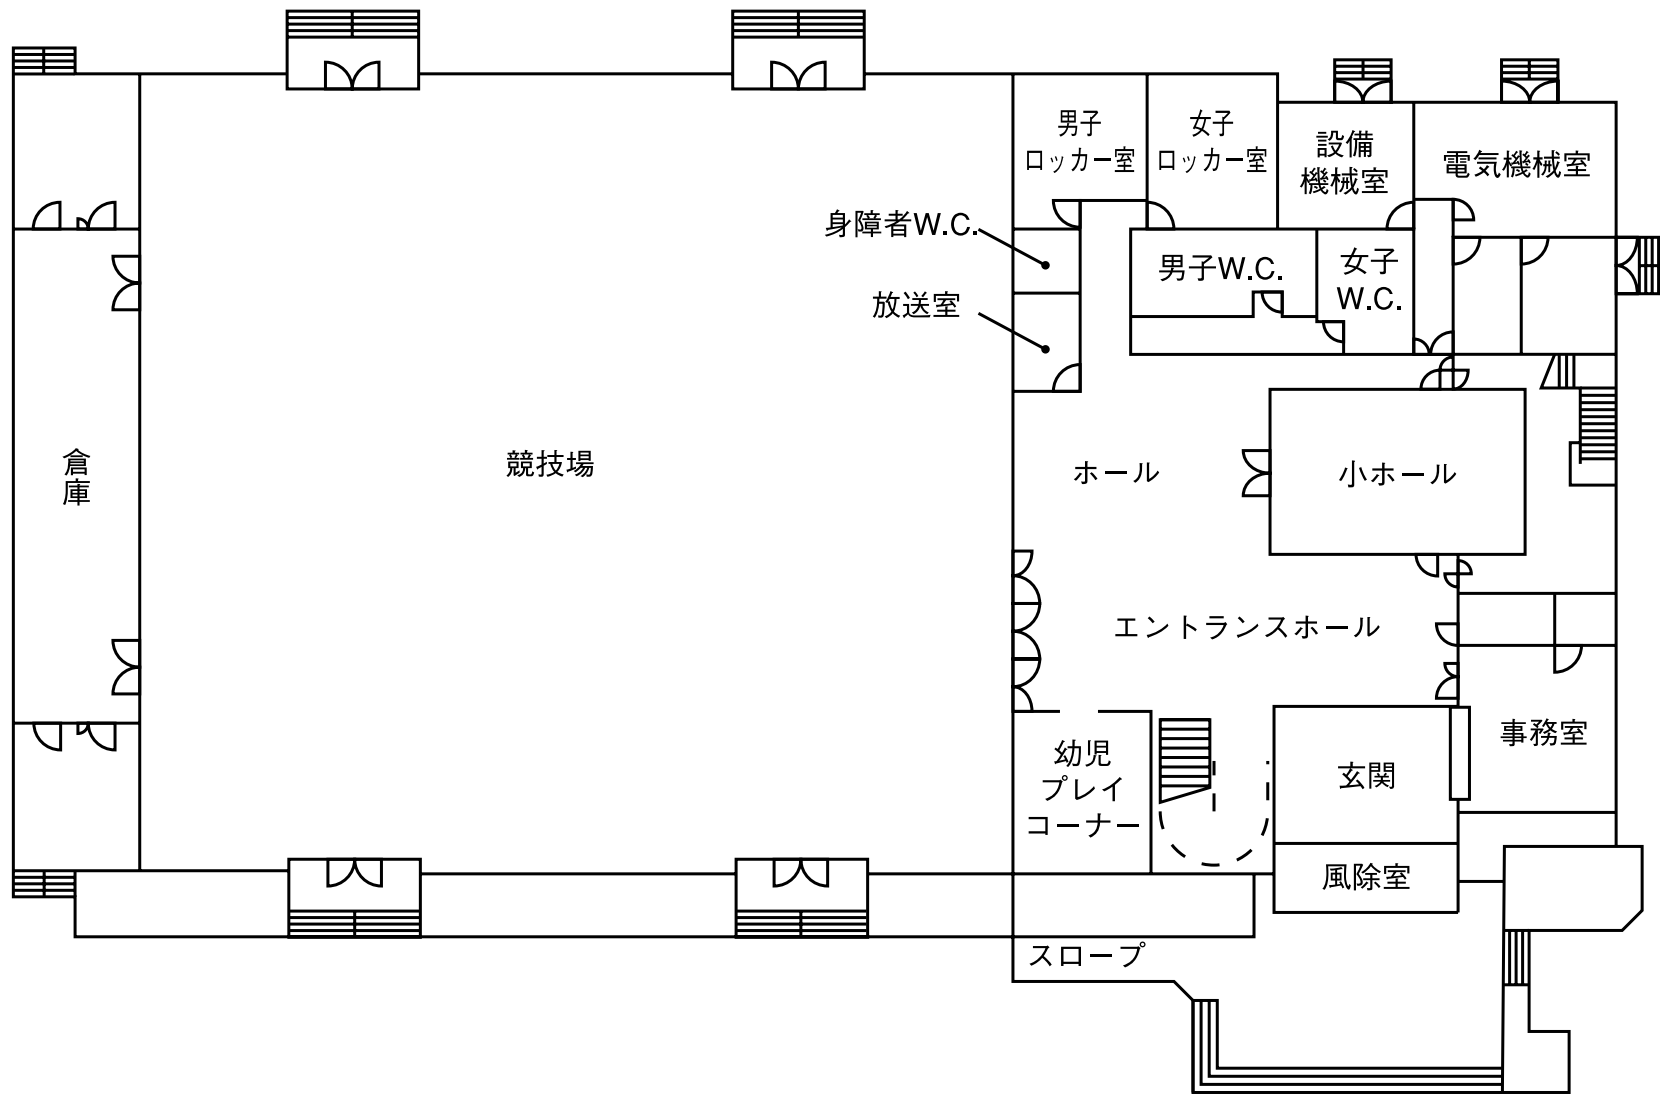 男子
ロッカー室
女子
ロッカー室
設備
機械室
電気機械室
身障者W.C.
男子W.C.
女子
W.C.
放送室
倉庫
競技場
ホール
小ホール
エントランスホール
幼児
プレイ
コーナー
玄関
事務室
風除室
スロープ